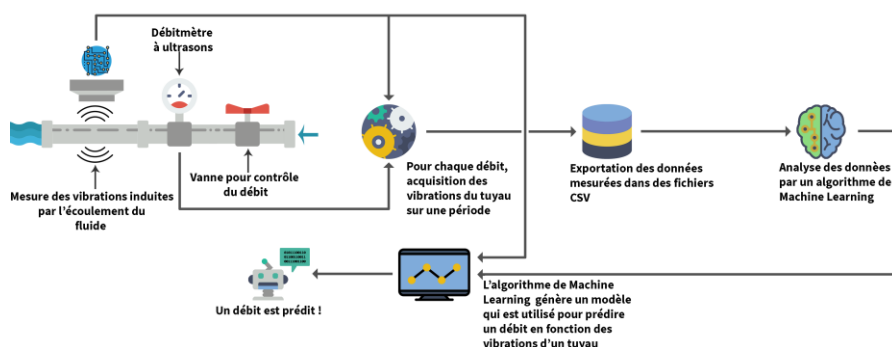 Débitmètre
à ultrasons
Mesure des vibrations induites
par l'écoulement du
fluide
Vanne pour contrôle
du débit
Pour chaque débit,
acquisition des
vibrations du tuyau
sur une période
Exportation des données
mesurées dans des fichiers
CSV
Analyse des données
par un algorithme de
Machine Learning
Un débit est prédit !
L'algorithme de Machine
Learning génère un modèle
qui est utilisé pour prédire
un débit en fonction des
vibrations d'un tuyau